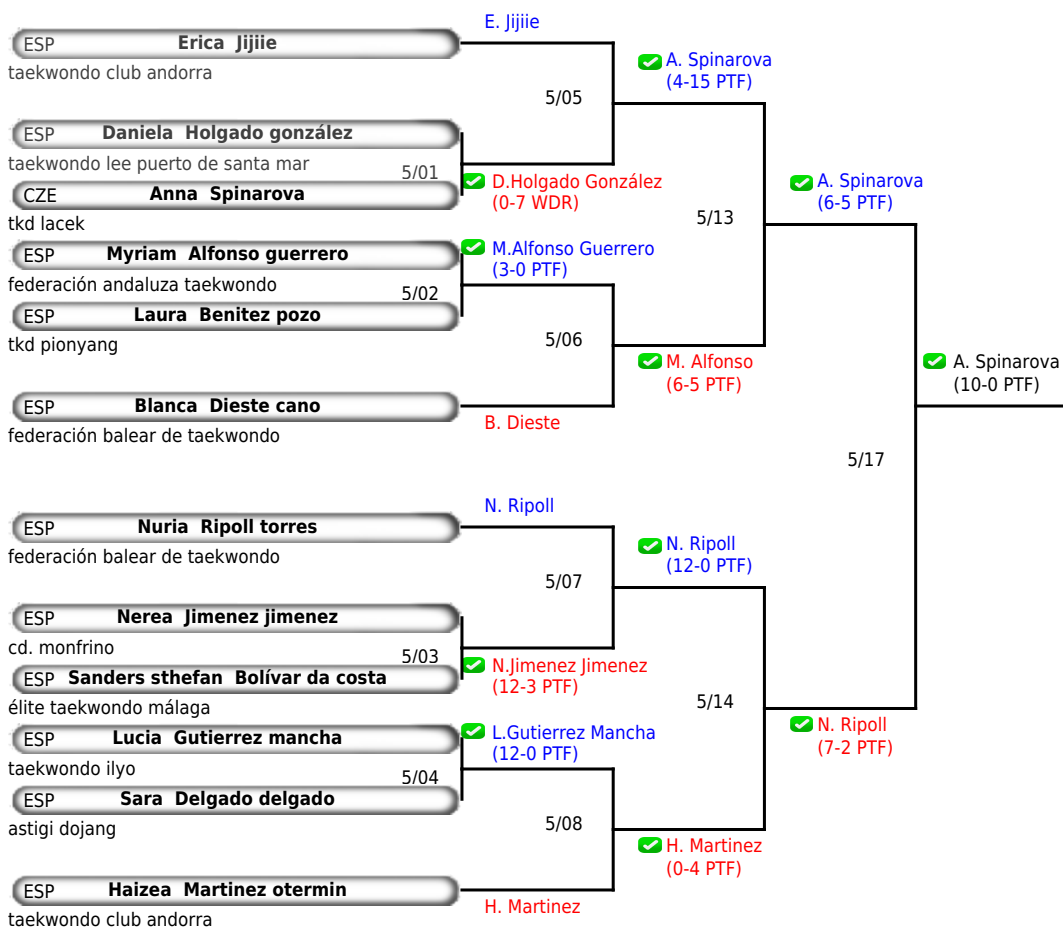 E. Jijiie
ESP Erica Jijiie
taekwondo club andorra
A. Spinarova
(4-15 PTF)
5/05
ESP Daniela Holgado gonzález
taekwondo lee puerto de santa mar
5/01
D.Holgado González
(0-7 WDR)
CZE Anna Spinarova
tkd lacek
A. Spinarova
(6-5 PTF)
5/13
ESP Myriam Alfonso guerrero
federación andaluza taekwondo
M.Alfonso Guerrero
(3-0 PTF)
5/02
ESP Laura Benitez pozo
tkd pionyang
5/06
M. Alfonso
(6-5 PTF)
A. Spinarova
(10-0 PTF)
ESP Blanca Dieste cano
federación balear de taekwondo
B. Dieste
5/17
N. Ripoll
ESP Nuria Ripoll torres
federación balear de taekwondo
N. Ripoll
(12-0 PTF)
5/07
ESP Nerea Jimenez jimenez
cd. monfrino
5/03
N.Jimenez Jimenez
(12-3 PTF)
ESP Sanders sthefan Bolívar da costa
élite taekwondo málaga
5/14
N. Ripoll
(7-2 PTF)
ESP Lucia Gutierrez mancha
taekwondo ilyo
L.Gutierrez Mancha
(12-0 PTF)
5/04
ESP Sara Delgado delgado
astigi dojang
5/08
H. Martinez
(0-4 PTF)
ESP Haizea Martinez otermin
taekwondo club andorra
H. Martinez